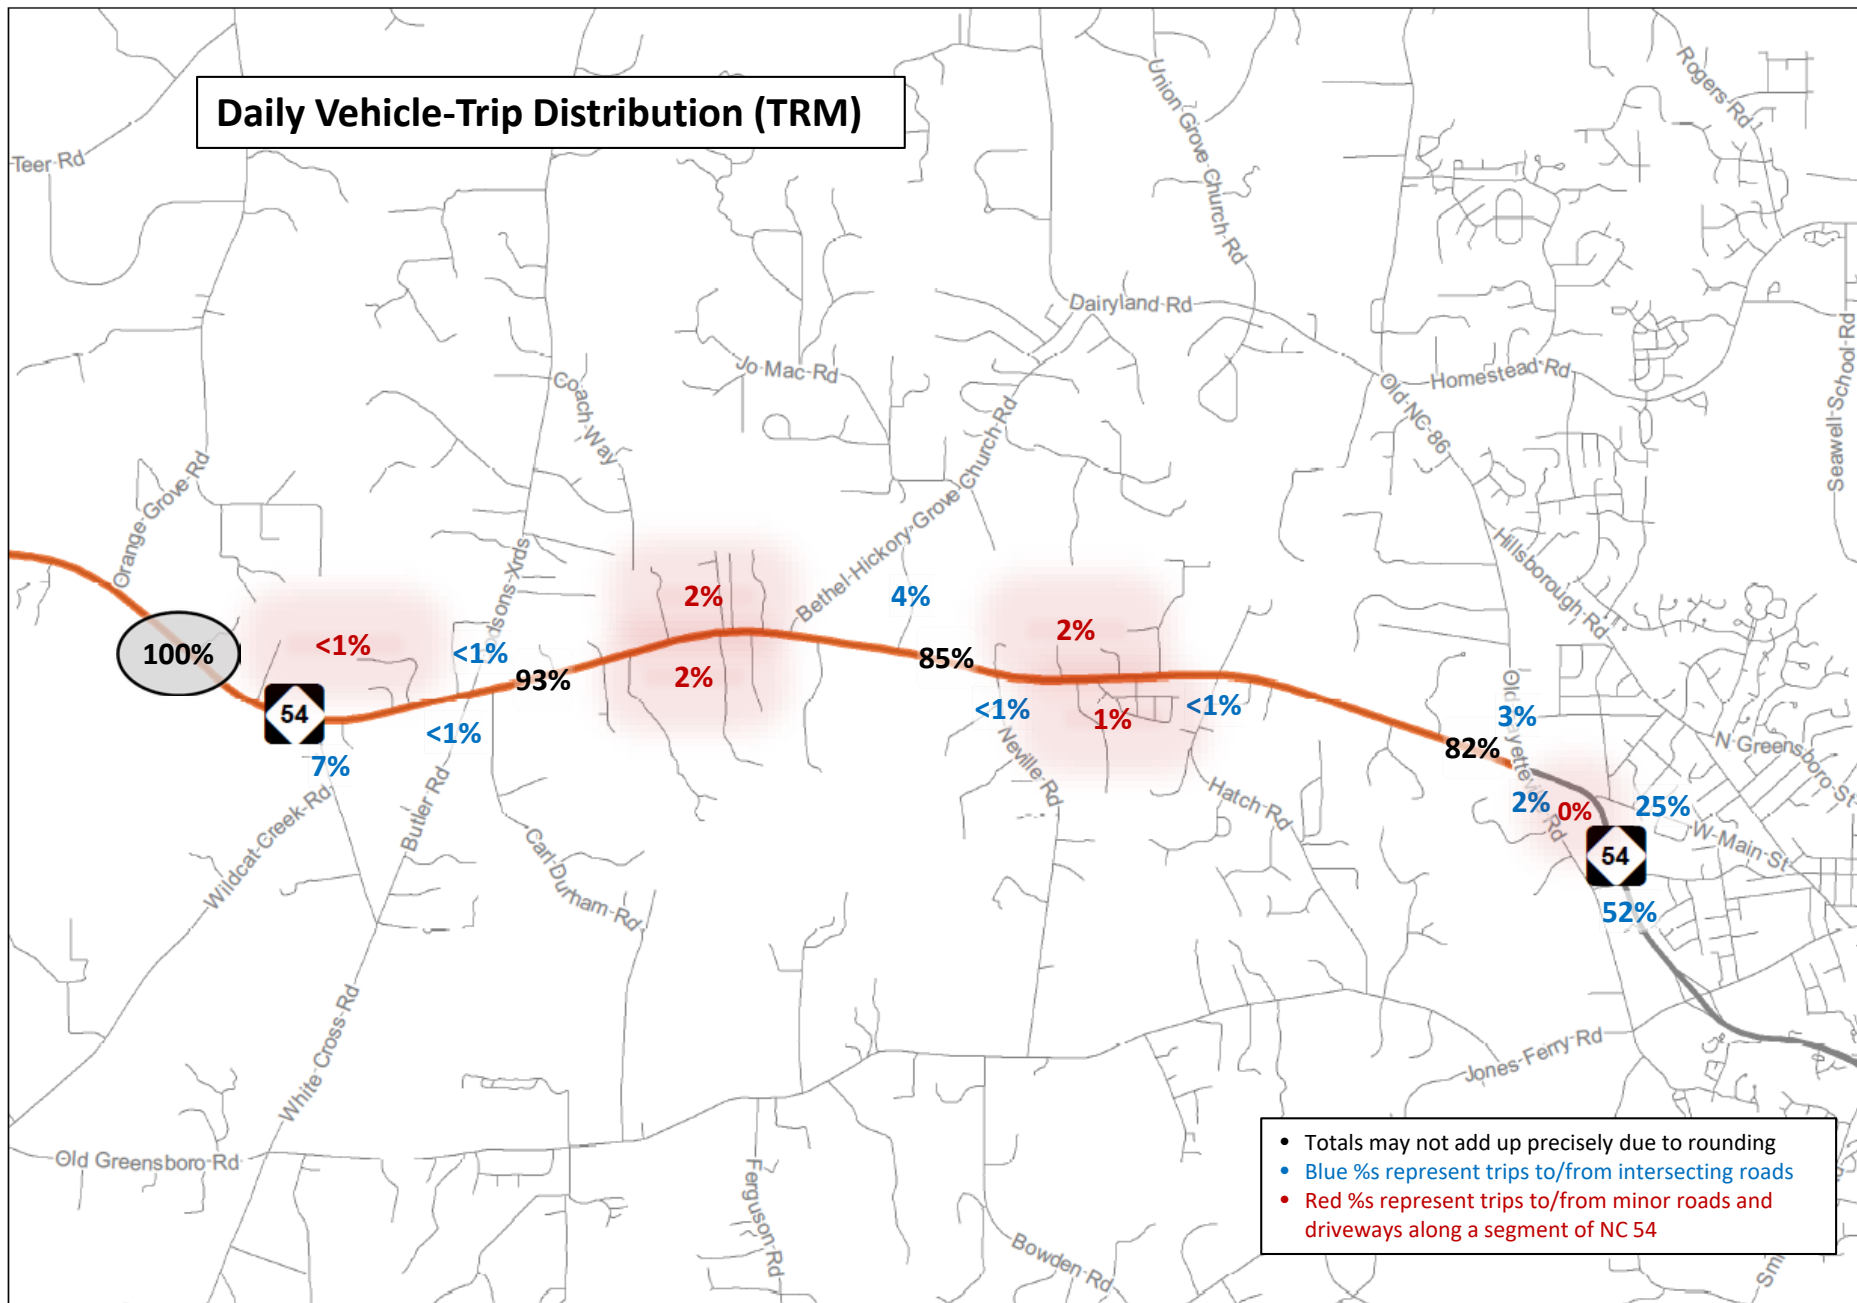 Daily Vehicle-Trip Distribution (TRM)
Teer Rd
Union Grove Church Rd
Rogers Rd
Dairyland Rd
Jo Mac Rd
Coach Way
Homestead Rd
Old NC 86
Seawell School Rd
Orange Grove Rd
Bethel Hickory Grove Church Rd
Hillsborough Rd
2%
4%
2%
100%
<1%
<1%
93%
2%
85%
<1%
1%
<1%
54
<1%
7%
82%
3%
2%
0%
25%
N Greensboro St
W Main St
54
52%
Neville Rd
Hatch Rd
Butler Rd
Wildcat Creek Rd
Carl Durham Rd
White Cross Rd
Jones Ferry Rd
Old Greensboro Rd
Ferguson Rd
Bowden Rd
• Totals may not add up precisely due to rounding
• Blue %s represent trips to/from intersecting roads
• Red %s represent trips to/from minor roads and
driveways along a segment of NC 54